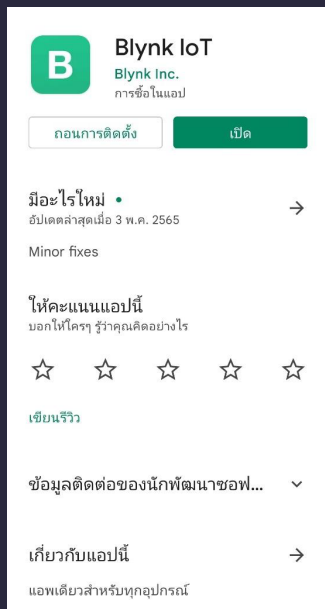 B
Blynk IoT
Blynk Inc.
การซื้อในแอป
ถอนการติดตั้ง
เปิด
มีอะไรใหม่ •
อัปเดตล่าสุดเมื่อ 3 พ.ค. 2565
Minor fixes
ให้คะแนนแอปนี้
บอกให้ใครๆ รู้ว่าคุณคิดอย่างไร
เขียนรีวิว
ข้อมูลติดต่อของนักพัฒนาซอฟ...
เกี่ยวกับแอปนี้
แอพเดียวสำหรับทุกอุปกรณ์